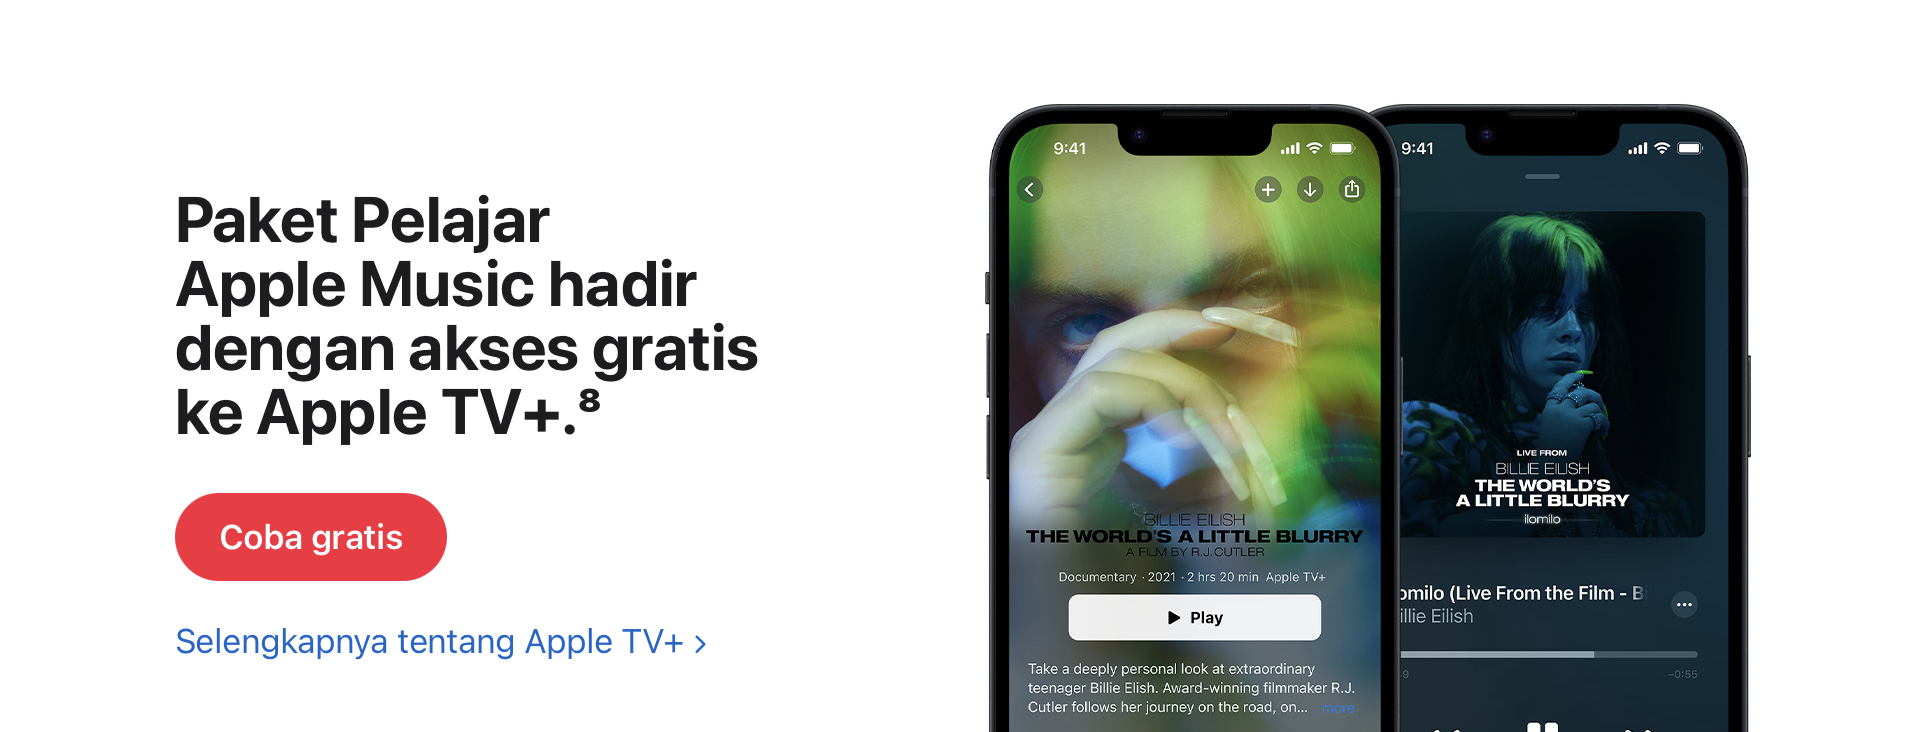 Paket Pelajar
Apple Music hadir
dengan akses gratis
ke Apple TV+.⁸
Coba gratis
Selengkapnya tentang Apple TV+ ›
9:41
BILLIE EILISH
THE WORLD'S A LITTLE BLURRY
A FILM BY R.J. CUTLER
Documentary · 2021 · 2 hrs 20 min Apple TV+
Play
Take a deeply personal look at extraordinary
teenager Billie Elish. Award-winning filmmaker R.J.
Cutler follows her journey on the road, on... more
9:41
LIVE FROM
BILLIE EILISH
THE WORLD'S
A LITTLE BLURRY
ilomilo
omilo (Live From the Film - B
illie Eilish
-0:55